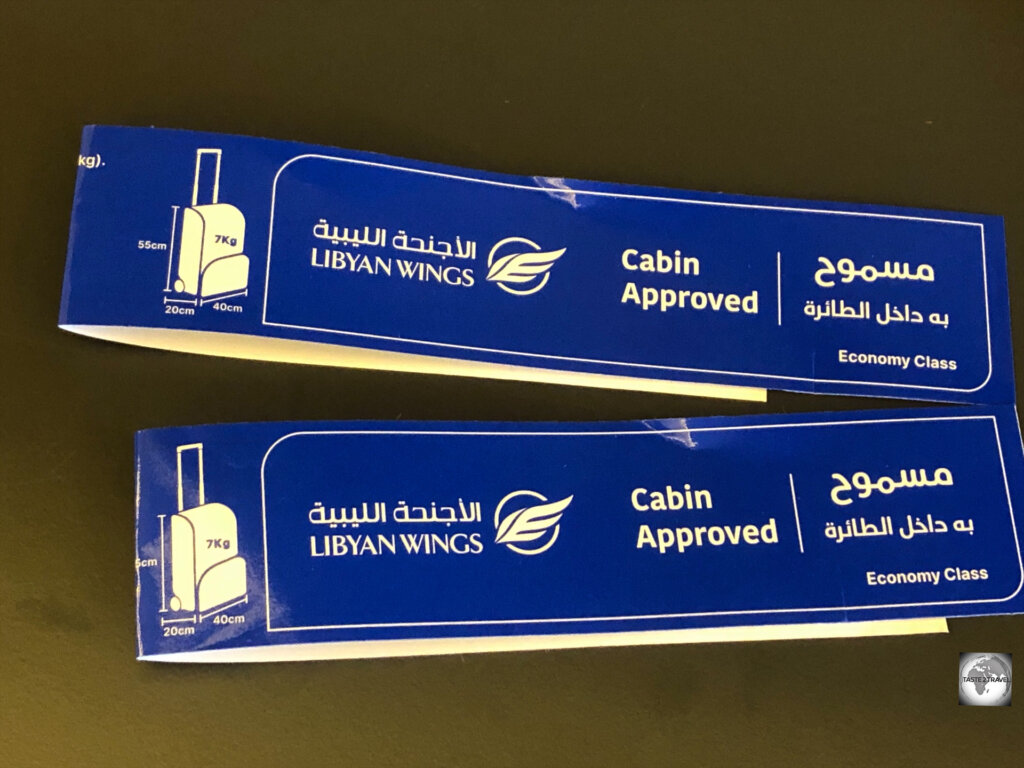 kg).
7Kg
55cm
20cm
40cm
الأجنحة الليبية
LIBYAN WINGS
Cabin
Approved
مسموح
به داخل الطائرة
Economy Class
7Kg
5cm
20cm
40cm
الأجنحة الليبية
LIBYAN WINGS
Cabin
Approved
مسموح
به داخل الطائرة
Economy Class
TASTE2TRAVEL